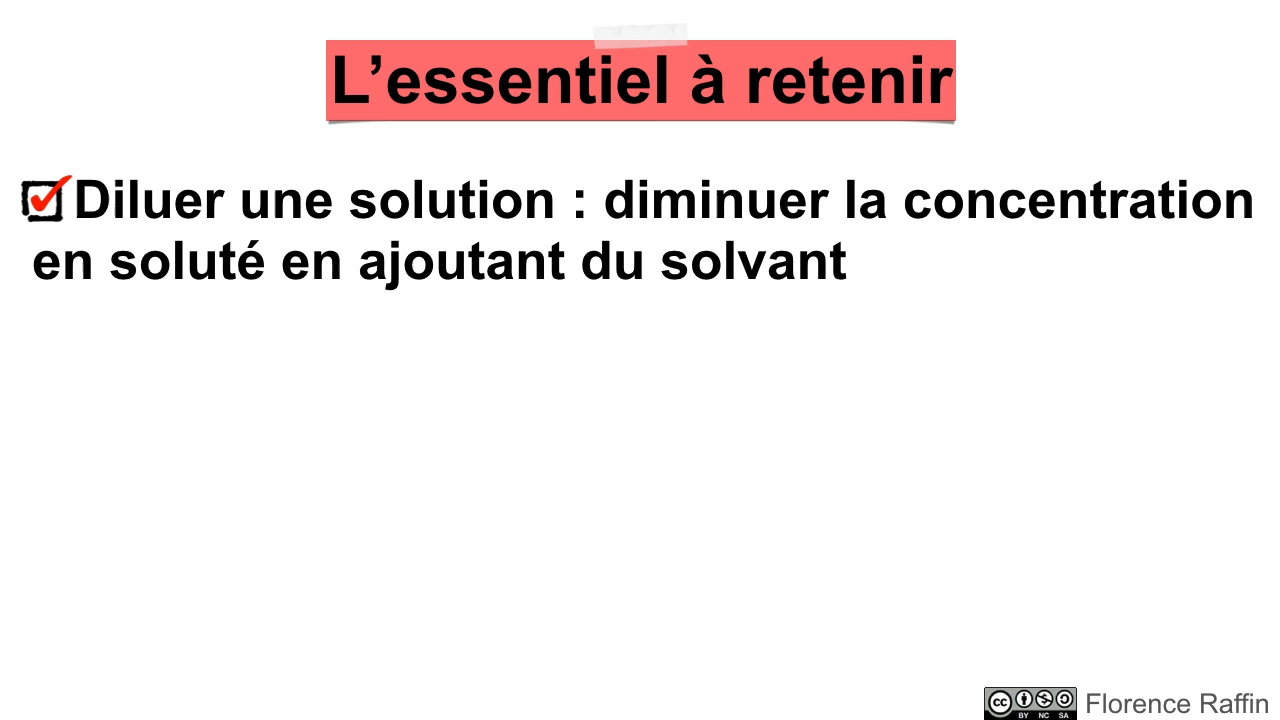 L’essentiel à retenir
Diluer une solution : diminuer la concentration
en soluté en ajoutant du solvant
cc BY NC SA Florence Raffin